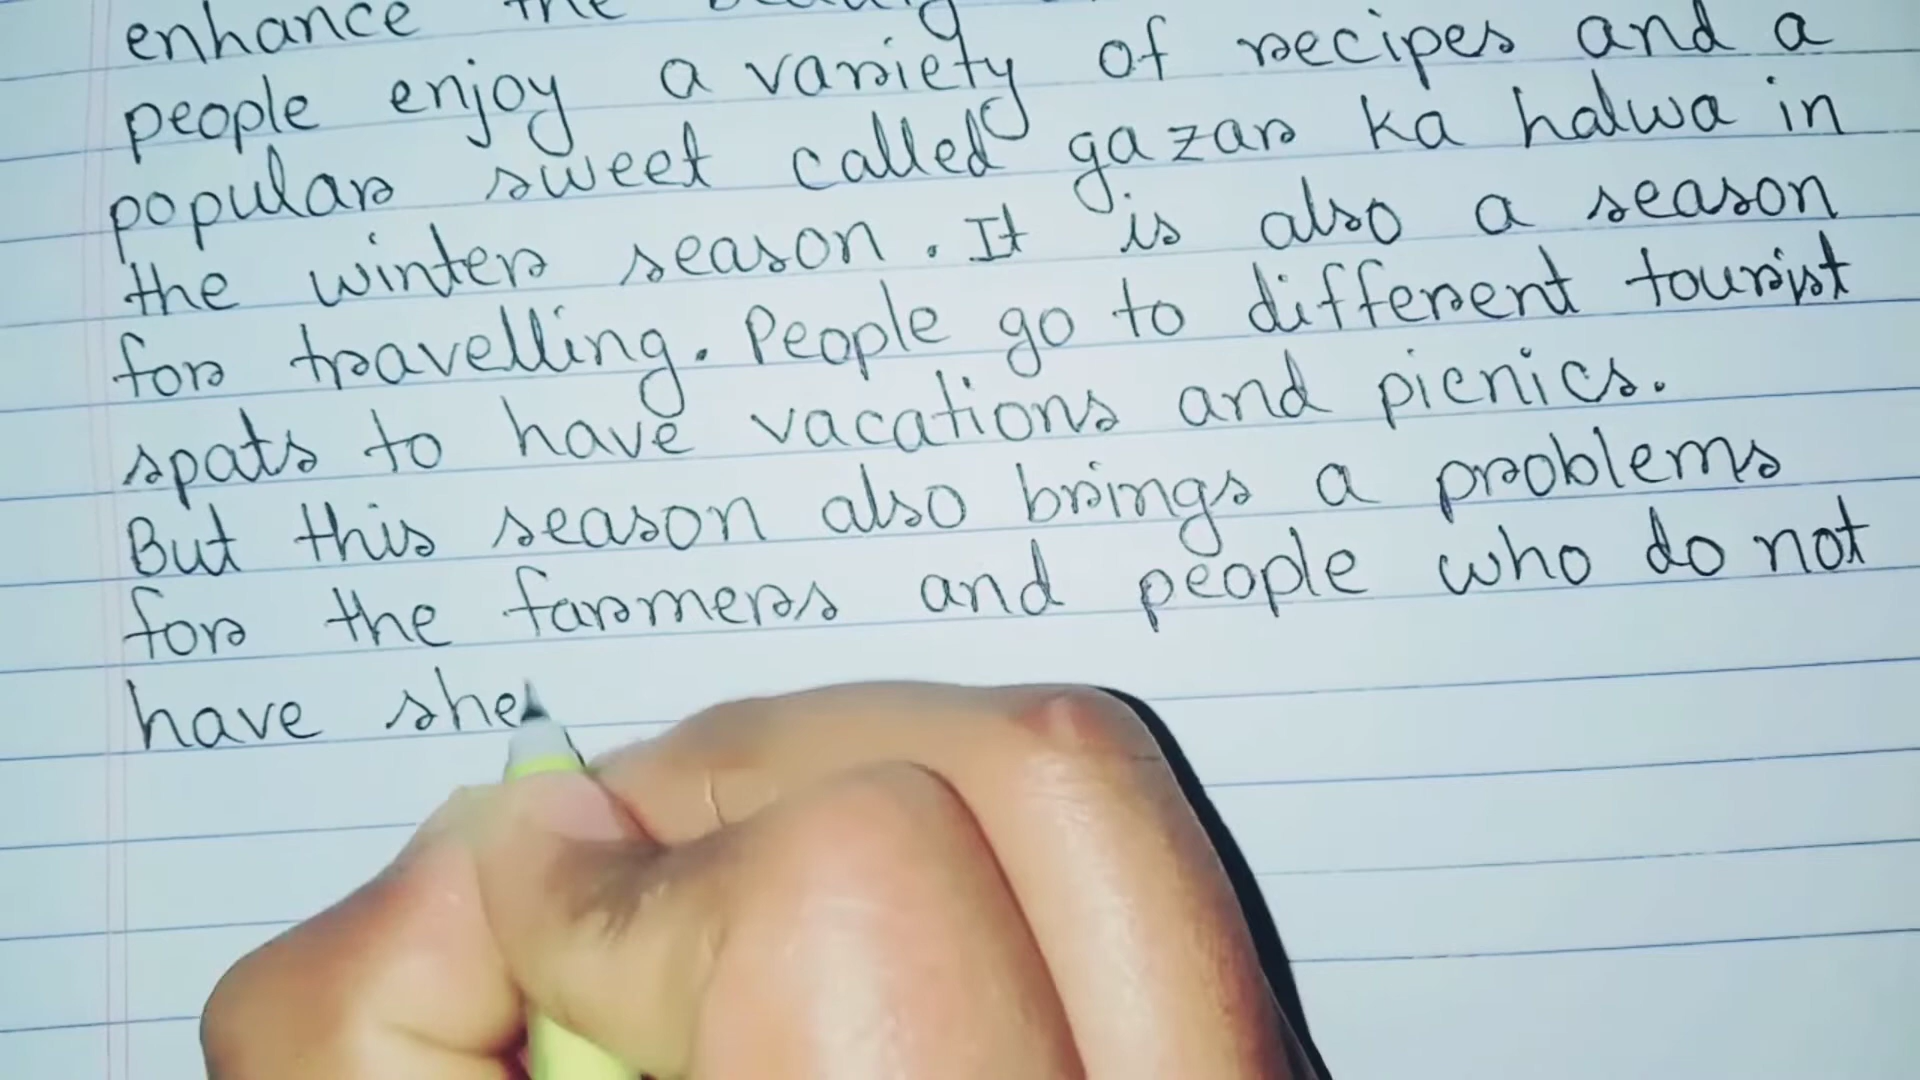 enhance the
people enjoy a variety of recipes and a
popular sweet called gazar ka halwa in
the winter season. It is also a season
for travelling. People go to different tourist
spats to have vacations and picnics.
But this season also brings a problems
for the farmers and people who do not
have she